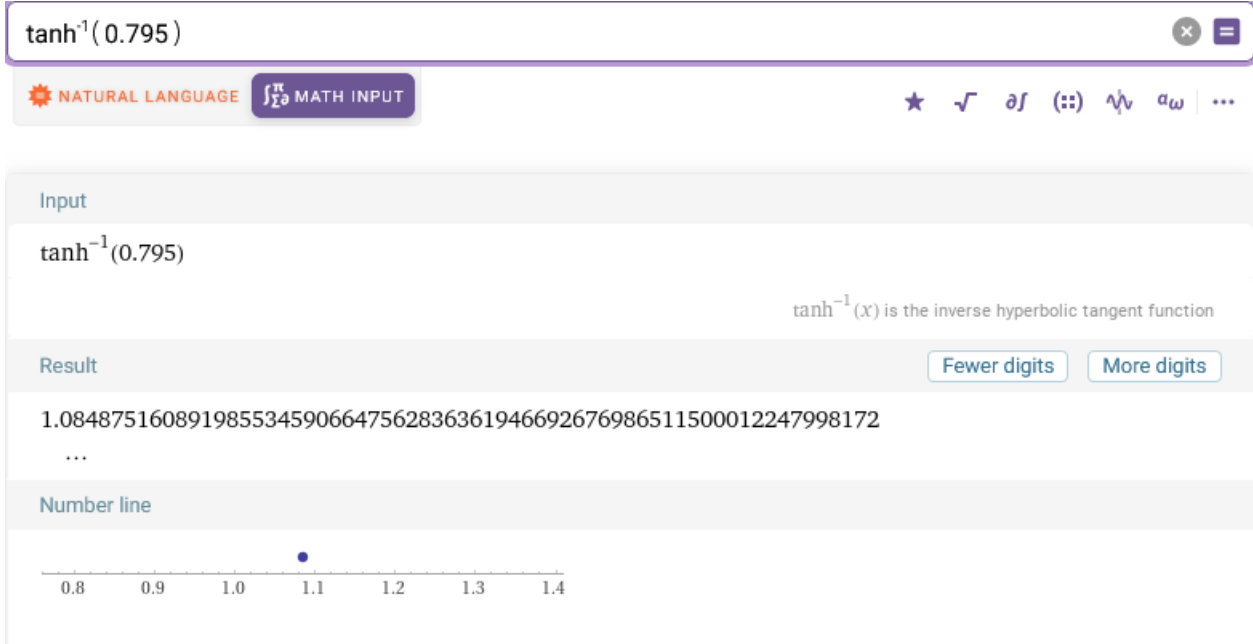 tanh⁻¹( 0.795 )
NATURAL LANGUAGE ∫Σ∂π MATH INPUT
√ ∂∫ (::) αω ...
Input
tanh⁻¹(0.795)
tanh⁻¹(x) is the inverse hyperbolic tangent function
Result Fewer digits More digits
1.0848751608919855345906647562836361946692676986511500012247998172
...
Number line
0.8 0.9 1.0 1.1 1.2 1.3 1.4